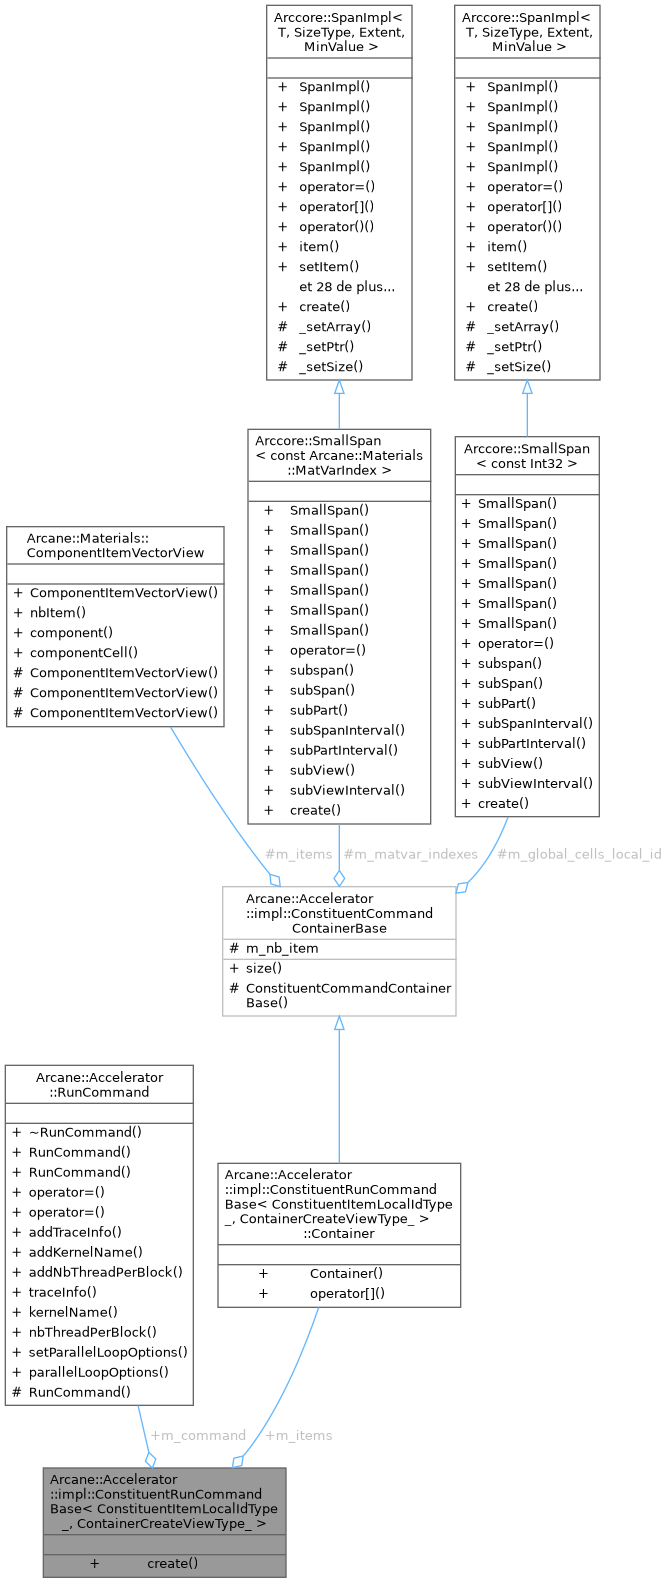 Arccore::SpanImpl<
T, SizeType, Extent,
MinValue >
+ SpanImpl()
+ SpanImpl()
+ SpanImpl()
+ SpanImpl()
+ SpanImpl()
+ operator=()
+ operator[]()
+ operator()()
+ item()
+ setItem()
et 28 de plus...
+ create()
# _setArray()
# _setPtr()
# _setSize()
Arccore::SpanImpl<
T, SizeType, Extent,
MinValue >
+ SpanImpl()
+ SpanImpl()
+ SpanImpl()
+ SpanImpl()
+ SpanImpl()
+ operator=()
+ operator[]()
+ operator()()
+ item()
+ setItem()
et 28 de plus...
+ create()
# _setArray()
# _setPtr()
# _setSize()
Arccore::SmallSpan
< const Arcane::Materials
::MatVarIndex >
+ SmallSpan()
+ SmallSpan()
+ SmallSpan()
+ SmallSpan()
+ SmallSpan()
+ SmallSpan()
+ SmallSpan()
+ operator=()
+ subspan()
+ subSpan()
+ subPart()
+ subSpanInterval()
+ subPartInterval()
+ subView()
+ subViewInterval()
+ create()
Arccore::SmallSpan
< const Int32 >
+ SmallSpan()
+ SmallSpan()
+ SmallSpan()
+ SmallSpan()
+ SmallSpan()
+ SmallSpan()
+ SmallSpan()
+ operator=()
+ subspan()
+ subSpan()
+ subPart()
+ subSpanInterval()
+ subPartInterval()
+ subView()
+ subViewInterval()
+ create()
Arcane::Materials::
ComponentItemVectorView
+ ComponentItemVectorView()
+ nbItem()
+ component()
+ componentCell()
# ComponentItemVectorView()
# ComponentItemVectorView()
# ComponentItemVectorView()
#m_items
#m_matvar_indexes
#m_global_cells_local_id
Arcane::Accelerator
::impl::ConstituentCommand
ContainerBase
# m_nb_item
+ size()
# ConstituentCommandContainer
Base()
Arcane::Accelerator
::RunCommand
+ ~RunCommand()
+ RunCommand()
+ RunCommand()
+ operator=()
+ operator=()
+ addTraceInfo()
+ addKernelName()
+ addNbThreadPerBlock()
+ traceInfo()
+ kernelName()
+ nbThreadPerBlock()
+ setParallelLoopOptions()
+ parallelLoopOptions()
# RunCommand()
Arcane::Accelerator
::impl::ConstituentRunCommand
Base< ConstituentItemLocalIdType
_, ContainerCreateViewType_ >
::Container
+ Container()
+ operator[]()
+m_command
+m_items
Arcane::Accelerator
::impl::ConstituentRunCommand
Base< ConstituentItemLocalIdType
_, ContainerCreateViewType_ >
+ create()